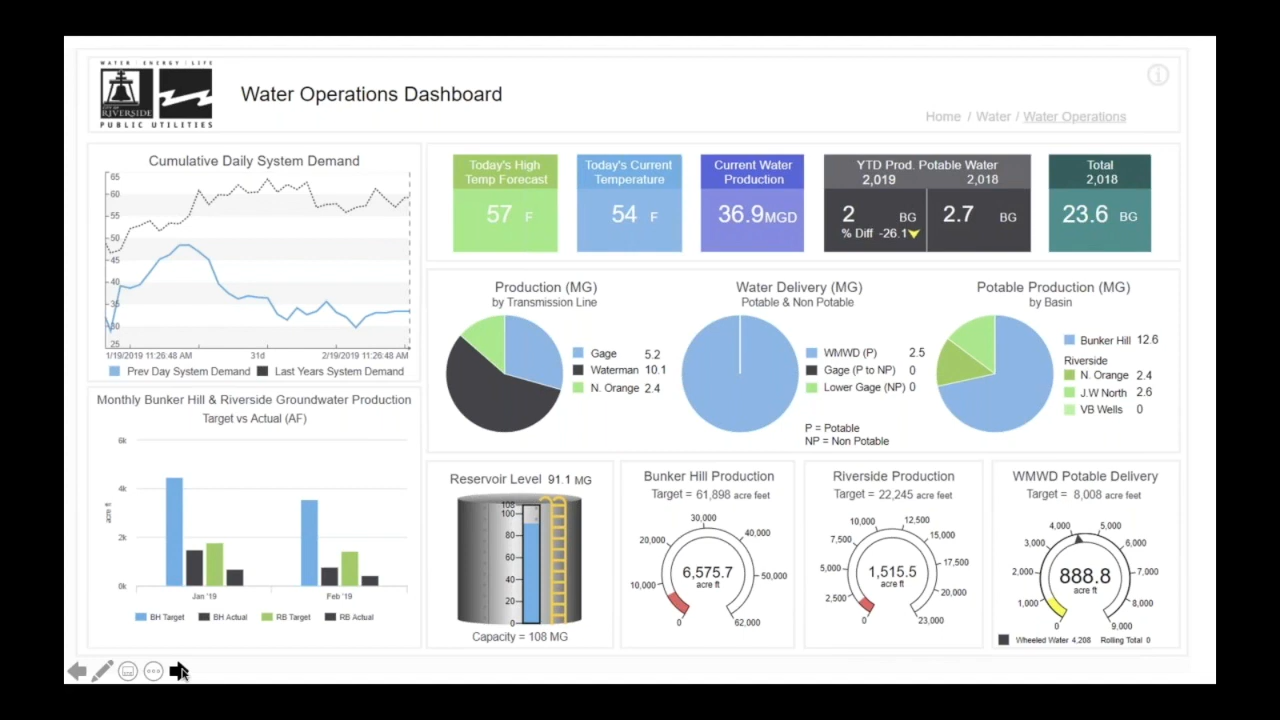 WATER | ENERGY | LIFE
CITY OF
RIVERSIDE
PUBLIC UTILITIES
Water Operations Dashboard
Home / Water / Water Operations
Cumulative Daily System Demand
65
60
55
50
45
40
35
30
25
1/19/2019 11:26:48 AM 31d 2/19/2019 11:26:48 AM
Prev Day System Demand Last Years System Demand
Today's High
Temp Forecast
57 F
Today's Current
Temperature
54 F
Current Water
Production
36.9 MGD
YTD Prod. Potable Water
2,019 2,018
2 BG 2.7 BG
% Diff -26.1
Total
2,018
23.6 BG
Production (MG)
by Transmission Line
Gage 5.2
Waterman 10.1
N. Orange 2.4
Water Delivery (MG)
Potable & Non Potable
WMWD (P) 2.5
Gage (P to NP) 0
Lower Gage (NP) 0
P = Potable
NP = Non Potable
Potable Production (MG)
by Basin
Bunker Hill 12.6
Riverside
N. Orange 2.4
J.W North 2.6
VB Wells 0
Monthly Bunker Hill & Riverside Groundwater Production
Target vs Actual (AF)
6k
4k
2k
0k
acre ft
Jan '19 Feb '19
BH Target BH Actual RB Target RB Actual
Reservoir Level 91.1 MG
108
100
80
60
40
20
0
Capacity = 108 MG
Bunker Hill Production
Target = 61,898 acre feet
30,000
20,000 40,000
10,000 50,000
0 62,000
6,575.7
acre ft
Riverside Production
Target = 22,245 acre feet
10,000 12,500
7,500 15,000
5,000 17,500
2,500 20,000
0 23,000
1,515.5
acre ft
WMWD Potable Delivery
Target = 8,008 acre feet
4,000 5,000
3,000 6,000
2,000 7,000
1,000 8,000
0 9,000
888.8
acre ft
Wheeled Water 4,208 Rolling Total 0